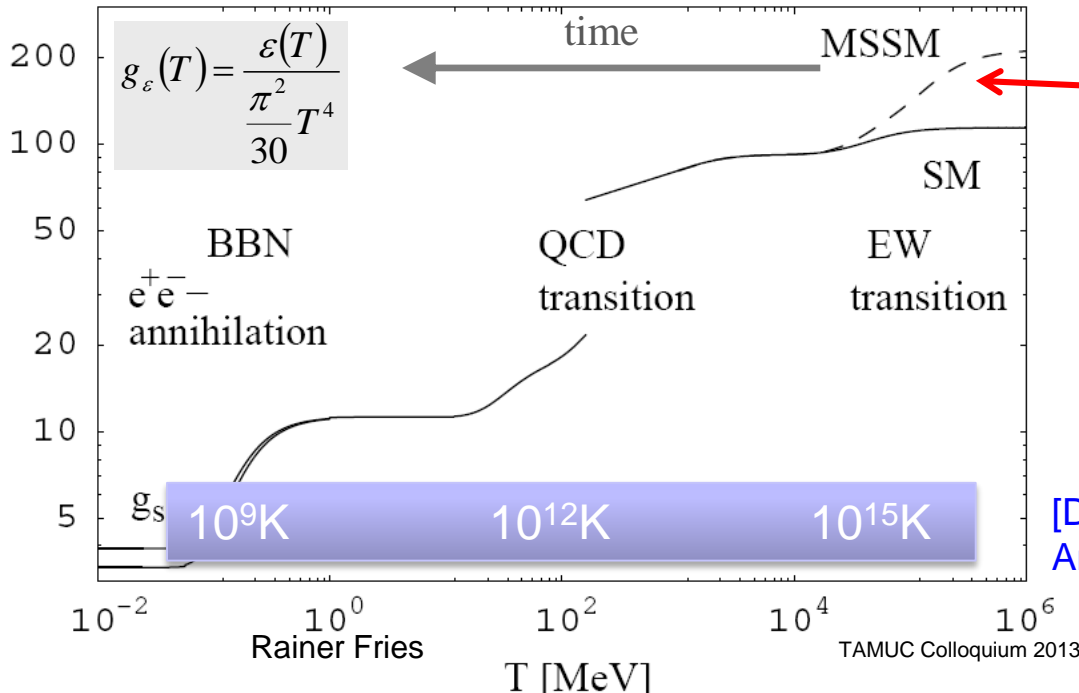 200
100
50
20
10
5
g_ε(T) = ε(T) / (π²/30 T⁴)
time
MSSM
SM
BBN
QCD
transition
EW
transition
e⁺e⁻
annihilation
g_s
10⁹K
10¹²K
10¹⁵K
[D
A
10⁻²
10⁰
10²
10⁴
10⁶
Rainer Fries
TAMUC Colloquium 2013
T [MeV]